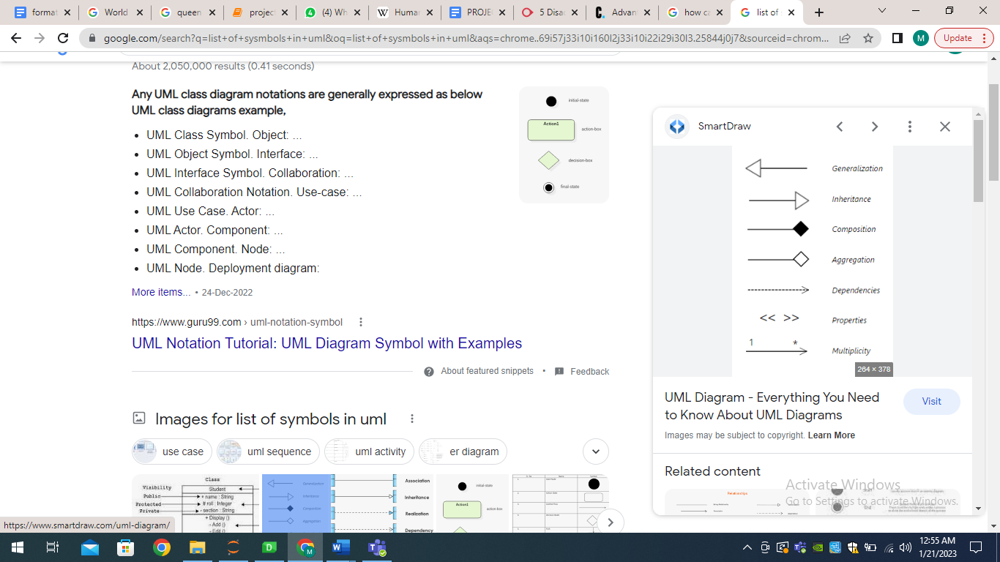 format
World
queen
project
(4) Wh
Human
PROJE
5 Disad
Advan
how ca
list of s
google.com/search?q=list+of+sysmbols+in+uml&oq=list+of+sysmbols+in+uml&aqs=chrome..69i57j33i10i160l2j33i10i22i29i30l3.25844j0j7&sourceid=chrom...
M
Update
About 2,050,000 results (0.41 seconds)
Any UML class diagram notations are generally expressed as below
UML class diagrams example,
UML Class Symbol. Object: ...
UML Object Symbol. Interface: ...
UML Interface Symbol. Collaboration: ...
UML Collaboration Notation. Use-case: ...
UML Use Case. Actor: ...
UML Actor. Component: ...
UML Component. Node: ...
UML Node. Deployment diagram:
More items... • 24-Dec-2022
initial-state
Action1
action-box
decision-box
final-state
https://www.guru99.com › uml-notation-symbol
UML Notation Tutorial: UML Diagram Symbol with Examples
About featured snippets • Feedback
Images for list of symbols in uml
use case
uml sequence
uml activity
er diagram
Class
Visibility
Student
Public
+ name : String
Protected
# roll : Integer
Private
- section : String
+ Display ()
- Add ()
- Edit ()
Generalization
Inheritance
Composition
Aggregation
Association
Inheritance
Realization
Dependency
initial-state
Action1
action-box
SmartDraw
Generalization
Inheritance
Composition
Aggregation
Dependencies
<< >>
Properties
1 *
Multiplicity
264 × 378
UML Diagram - Everything You Need
to Know About UML Diagrams
Visit
Images may be subject to copyright. Learn More
Related content
Relationships
Start
End
Activate Windows
Go to Settings to activate Windows.
https://www.smartdraw.com/uml-diagram/
12:55 AM
1/21/2023